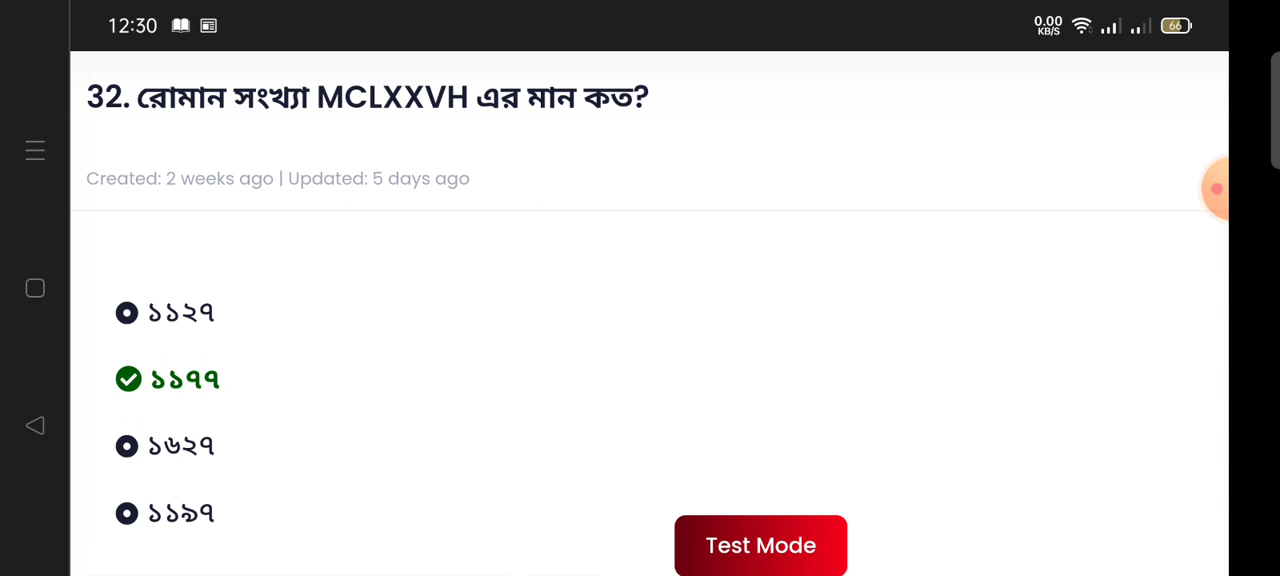 12:30
0.00
KB/S
66
32. রোমান সংখ্যা MCLXXVH এর মান কত?
Created: 2 weeks ago | Updated: 5 days ago
১১২৭
১১৭৭
১৬২৭
১১৯৭
Test Mode